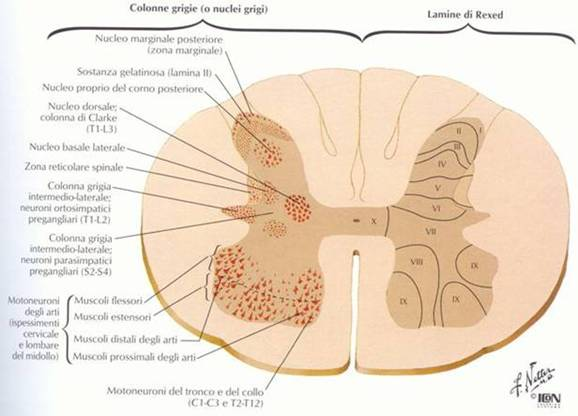 Colonne grigie (o nuclei grigi)
Lamine di Rexed
Nucleo marginale posteriore
(zona marginale)
Sostanza gelatinosa (lamina II)
Nucleo proprio del corno posteriore
Nucleo dorsale;
colonna di Clarke
(T1-L3)
Nucleo basale laterale
Zona reticolare spinale
Colonna grigia
intermedio-laterale;
neuroni ortosimpatici
pregangliari (T1-L2)
Colonna grigia
intermedio-laterale;
neuroni parasimpatici
pregangliari (S2-S4)
Motoneuroni
degli arti
(ispessimenti
cervicale
e lombare
del midollo)
Muscoli flessori
Muscoli estensori
Muscoli distali degli arti
Muscoli prossimali degli arti
Motoneuroni del tronco e del collo
(C1-C3 e T2-T12)
I
II
III
IV
V
VI
X
VII
VIII
IX
IX
IX
F. Netter
M.D.
© ICON